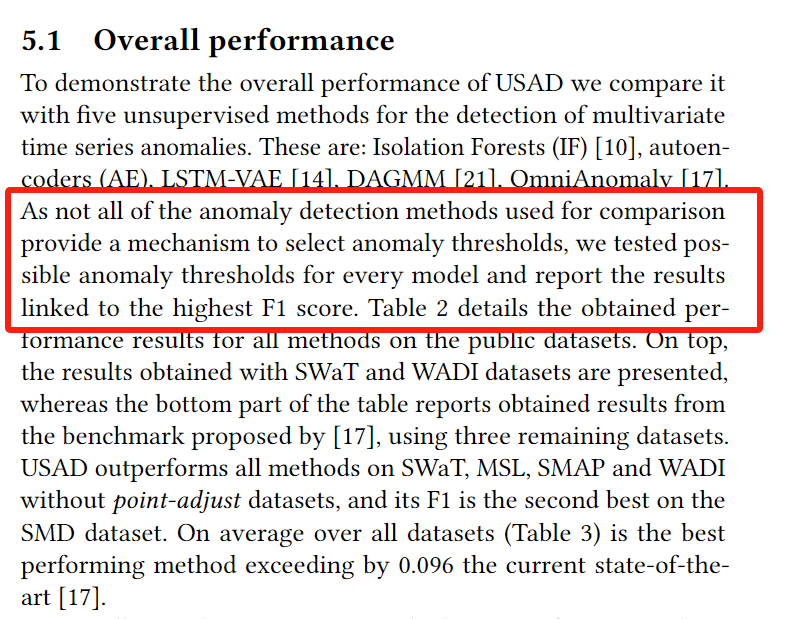 5.1 Overall performance
To demonstrate the overall performance of USAD we compare it
with five unsupervised methods for the detection of multivariate
time series anomalies. These are: Isolation Forests (IF) [10], autoen-
coders (AE), LSTM-VAE [14], DAGMM [21], OmniAnomaly [17].
As not all of the anomaly detection methods used for comparison
provide a mechanism to select anomaly thresholds, we tested pos-
sible anomaly thresholds for every model and report the results
linked to the highest F1 score. Table 2 details the obtained per-
formance results for all methods on the public datasets. On top,
the results obtained with SWaT and WADI datasets are presented,
whereas the bottom part of the table reports obtained results from
the benchmark proposed by [17], using three remaining datasets.
USAD outperforms all methods on SWaT, MSL, SMAP and WADI
without point-adjust datasets, and its F1 is the second best on the
SMD dataset. On average over all datasets (Table 3) is the best
performing method exceeding by 0.096 the current state-of-the-
art [17].